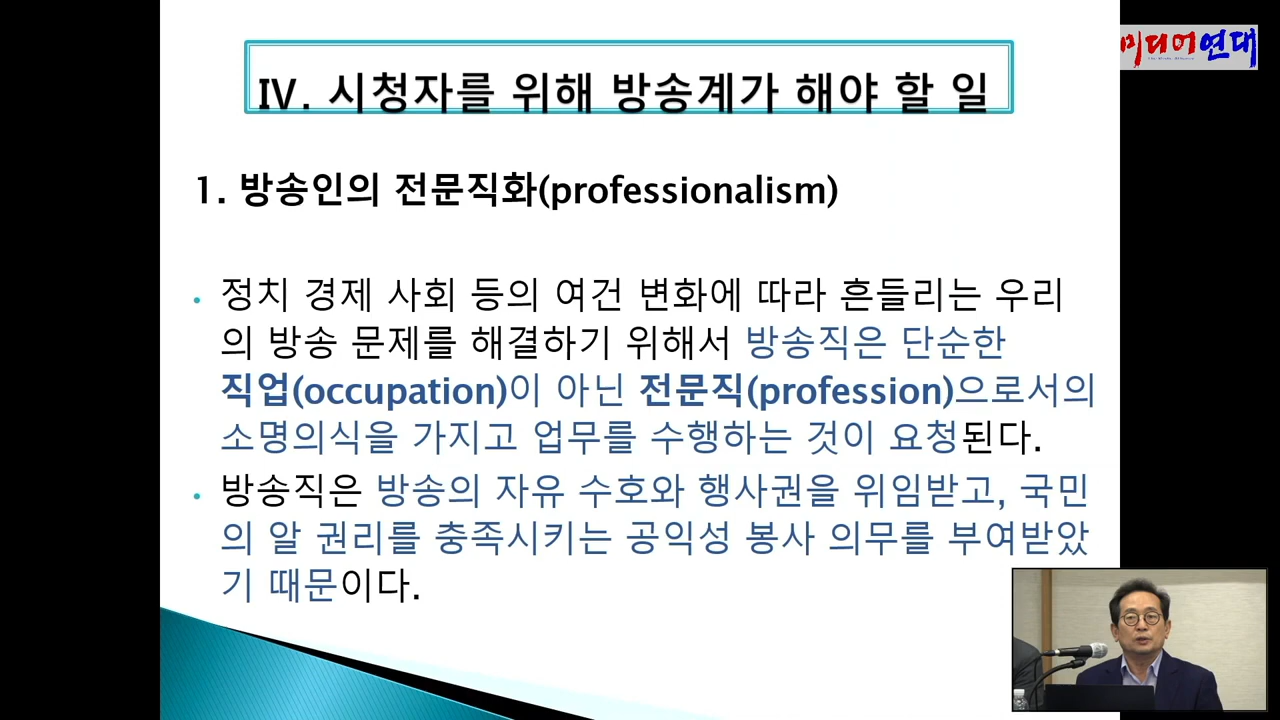 미디어연대
IV. 시청자를 위해 방송계가 해야 할 일
1. 방송인의 전문직화(professionalism)
• 정치 경제 사회 등의 여건 변화에 따라 흔들리는 우리
의 방송 문제를 해결하기 위해서 방송직은 단순한
직업(occupation)이 아닌 전문직(profession)으로서의
소명의식을 가지고 업무를 수행하는 것이 요청된다.
• 방송직은 방송의 자유 수호와 행사권을 위임받고, 국민
의 알 권리를 충족시키는 공익성 봉사 의무를 부여받았
기 때문이다.